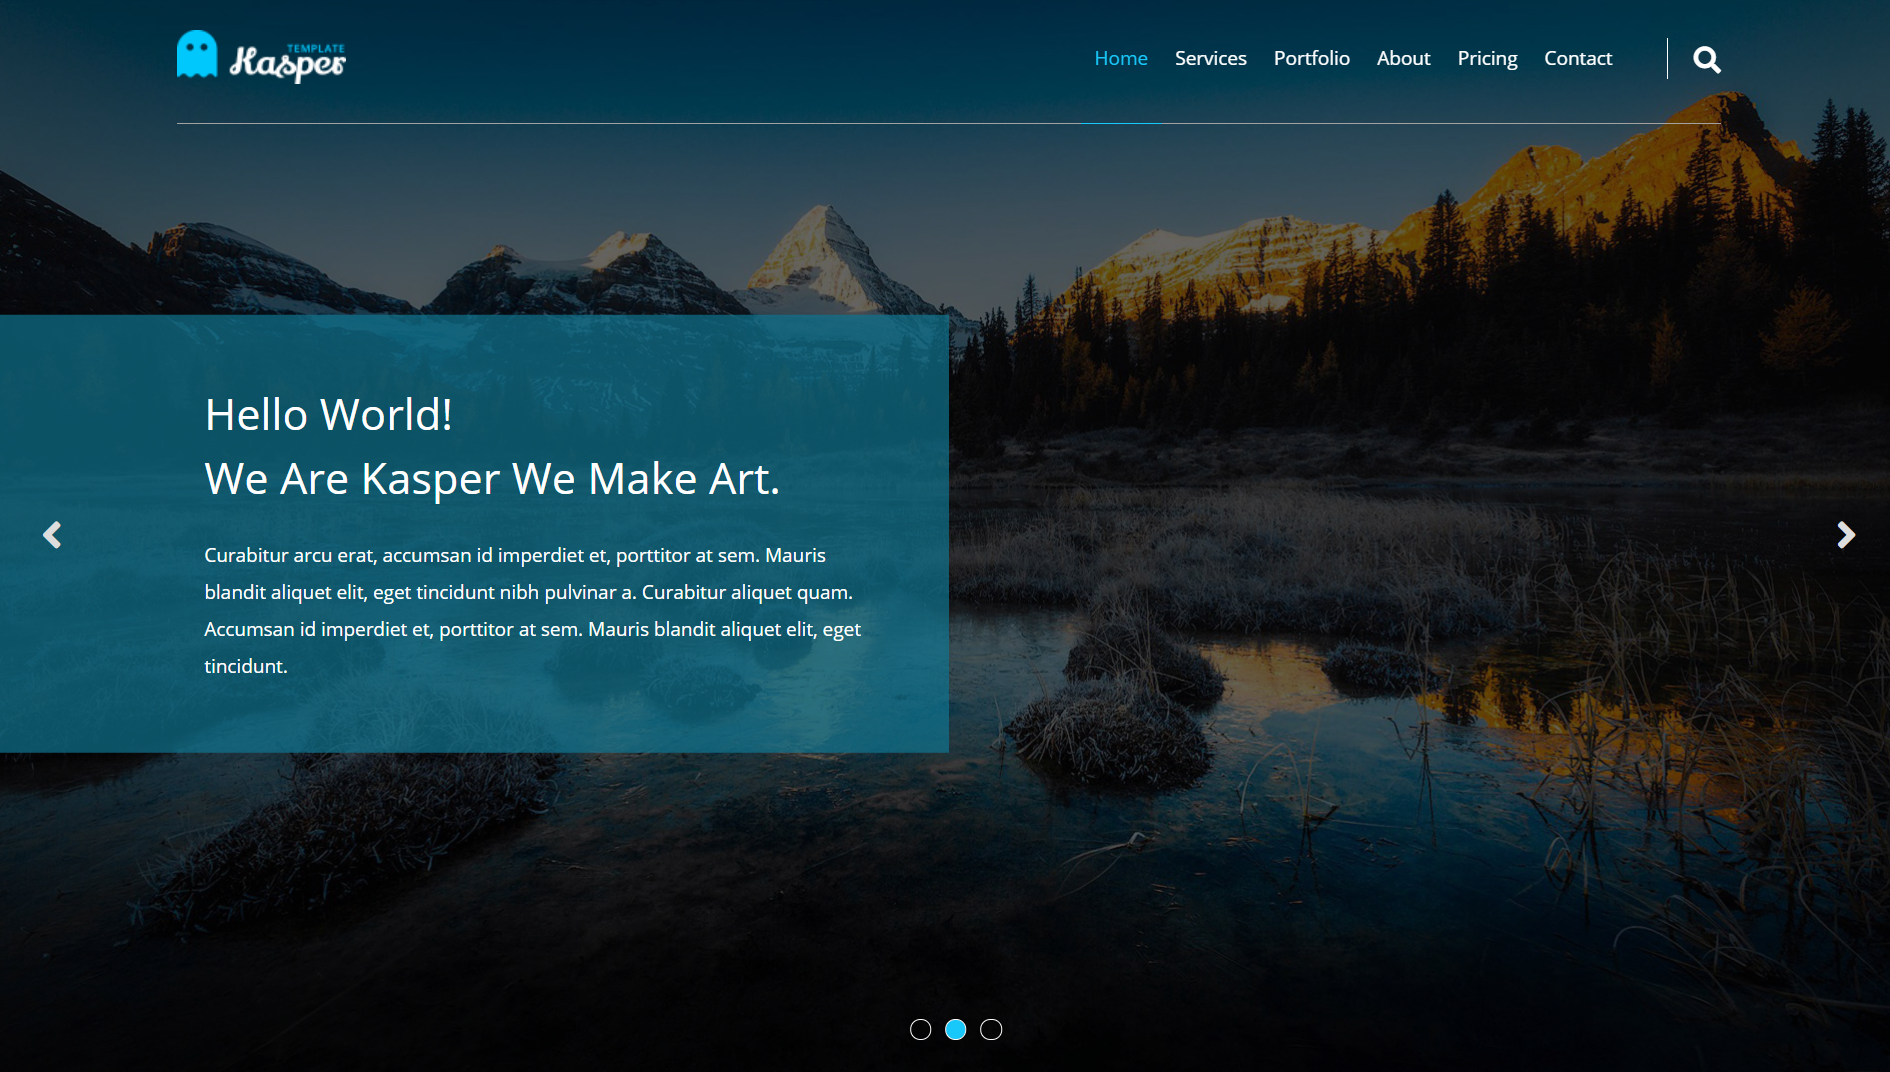 TEMPLATE
Kasper
Home Services Portfolio About Pricing Contact
Hello World!
We Are Kasper We Make Art.
Curabitur arcu erat, accumsan id imperdiet et, porttitor at sem. Mauris
blandit aliquet elit, eget tincidunt nibh pulvinar a. Curabitur aliquet quam.
Accumsan id imperdiet et, porttitor at sem. Mauris blandit aliquet elit, eget
tincidunt.